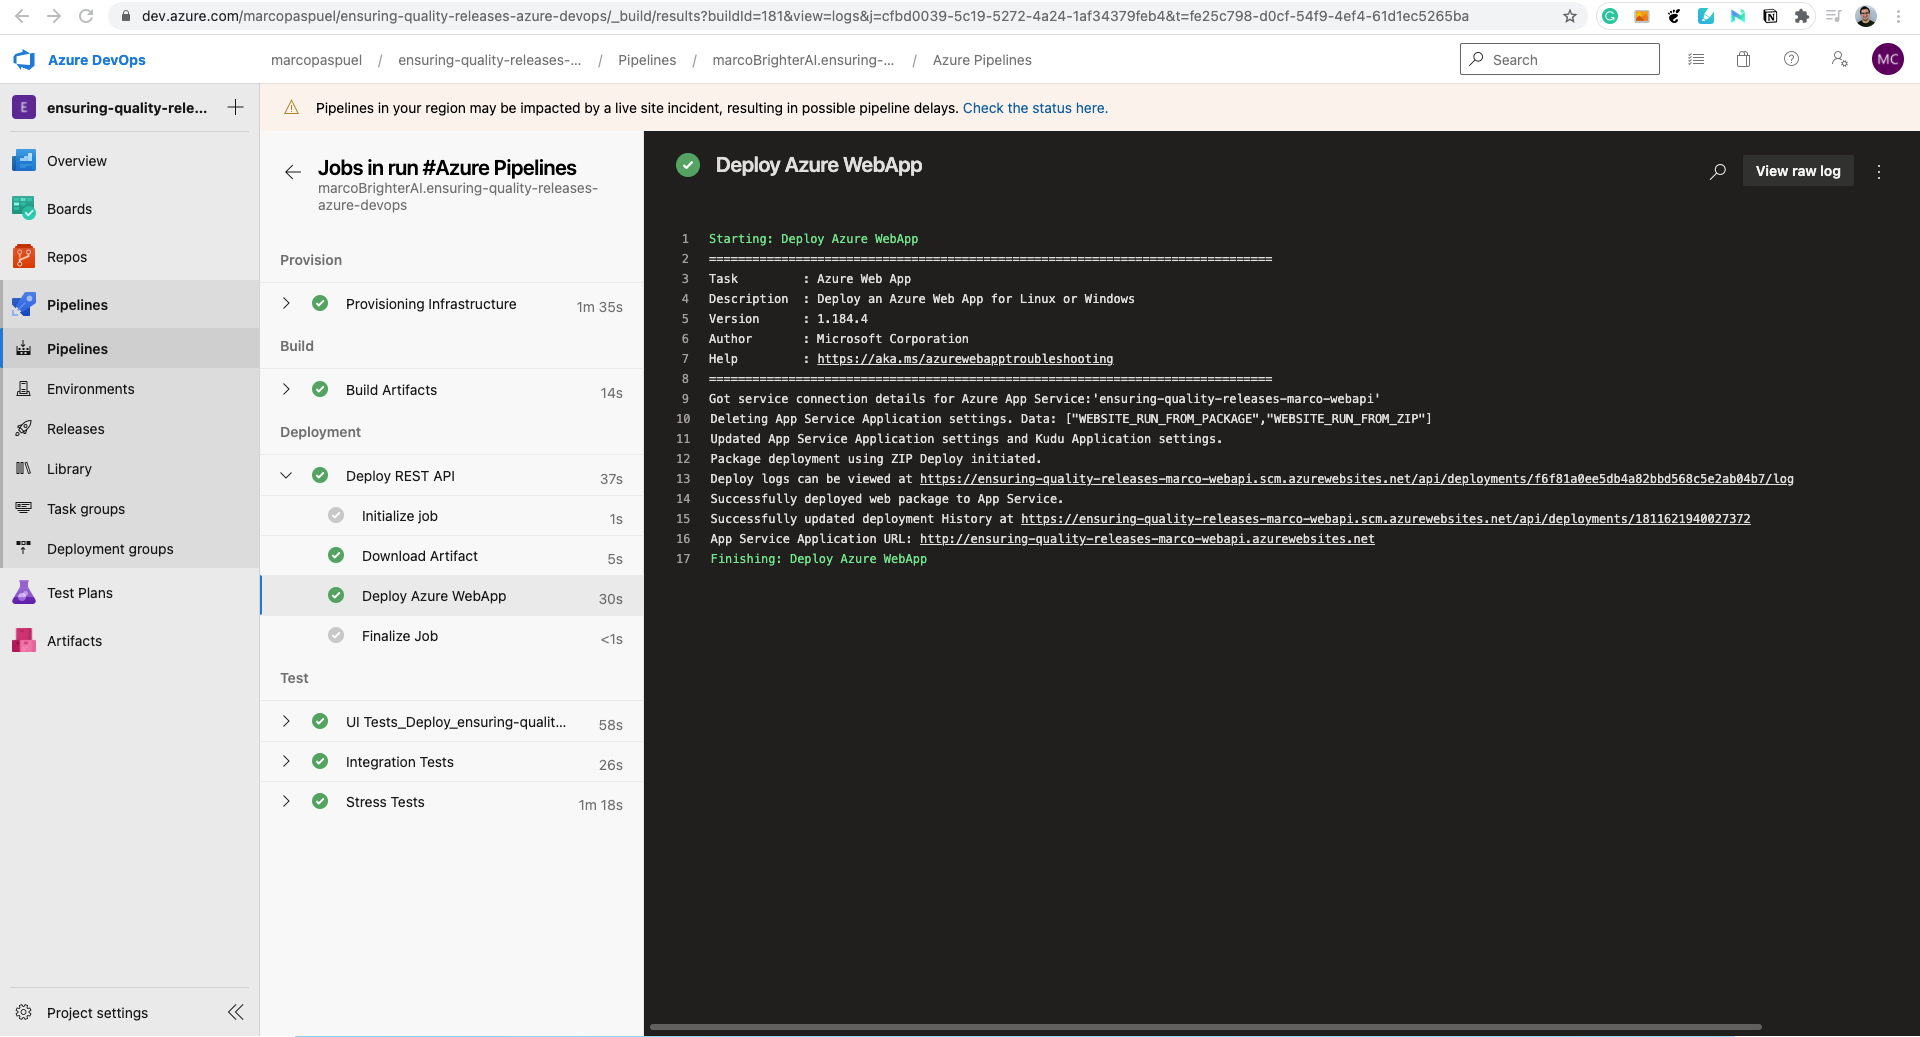 dev.azure.com/marcopaspuel/ensuring-quality-releases-azure-devops/_build/results?buildId=181&view=logs&j=cfbd0039-5c19-5272-4a24-1af34379feb4&t=fe25c798-d0cf-54f9-4ef4-61d1ec5265ba
Azure DevOps
marcopaspuel / ensuring-quality-releases-... / Pipelines / marcoBrighterAI.ensuring-... / Azure Pipelines
Search
MC
E ensuring-quality-rele...
Overview
Boards
Repos
Pipelines
Pipelines
Environments
Releases
Library
Task groups
Deployment groups
Test Plans
Artifacts
Project settings
Pipelines in your region may be impacted by a live site incident, resulting in possible pipeline delays. Check the status here.
Jobs in run #Azure Pipelines
marcoBrighterAI.ensuring-quality-releases-
azure-devops
Provision
Provisioning Infrastructure 1m 35s
Build
Build Artifacts 14s
Deployment
Deploy REST API 37s
Initialize job 1s
Download Artifact 5s
Deploy Azure WebApp 30s
Finalize Job <1s
Test
UI Tests_Deploy_ensuring-qualit... 58s
Integration Tests 26s
Stress Tests 1m 18s
Deploy Azure WebApp
View raw log
1 Starting: Deploy Azure WebApp
2 ==============================================================================
3 Task : Azure Web App
4 Description : Deploy an Azure Web App for Linux or Windows
5 Version : 1.184.4
6 Author : Microsoft Corporation
7 Help : https://aka.ms/azurewebapptroubleshooting
8 ==============================================================================
9 Got service connection details for Azure App Service:'ensuring-quality-releases-marco-webapi'
10 Deleting App Service Application settings. Data: ["WEBSITE_RUN_FROM_PACKAGE","WEBSITE_RUN_FROM_ZIP"]
11 Updated App Service Application settings and Kudu Application settings.
12 Package deployment using ZIP Deploy initiated.
13 Deploy logs can be viewed at https://ensuring-quality-releases-marco-webapi.scm.azurewebsites.net/api/deployments/f6f81a0ee5db4a82bbd568c5e2ab04b7/log
14 Successfully deployed web package to App Service.
15 Successfully updated deployment History at https://ensuring-quality-releases-marco-webapi.scm.azurewebsites.net/api/deployments/1811621940027372
16 App Service Application URL: http://ensuring-quality-releases-marco-webapi.azurewebsites.net
17 Finishing: Deploy Azure WebApp